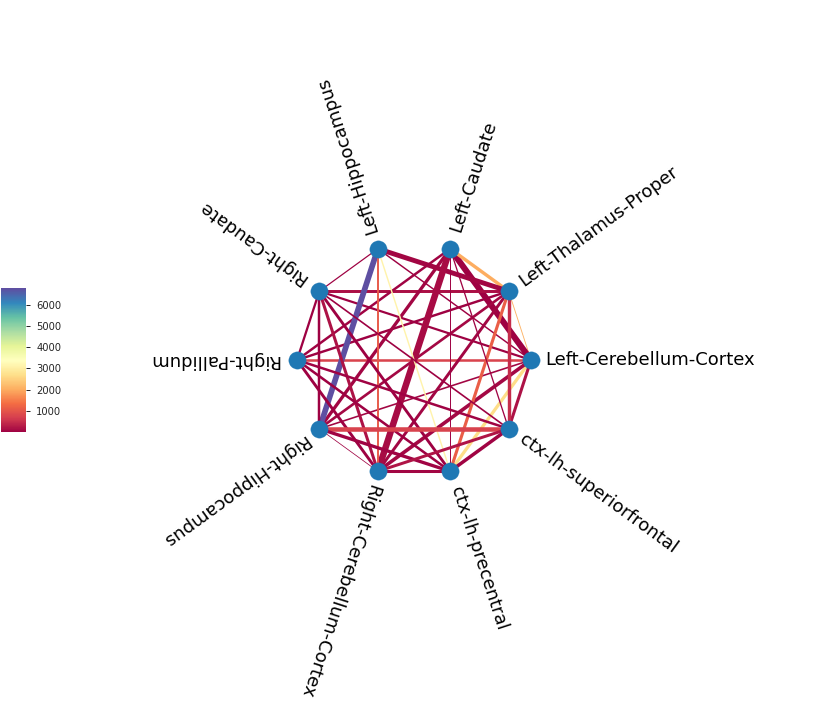 Left-Hippocampus
Left-Caudate
Left-Thalamus-Proper
Right-Caudate
6000
5000
4000
3000
2000
1000
Right-Pallidum
Left-Cerebellum-Cortex
Right-Hippocampus
ctx-lh-superiorfrontal
Right-Cerebellum-Cortex
ctx-lh-precentral